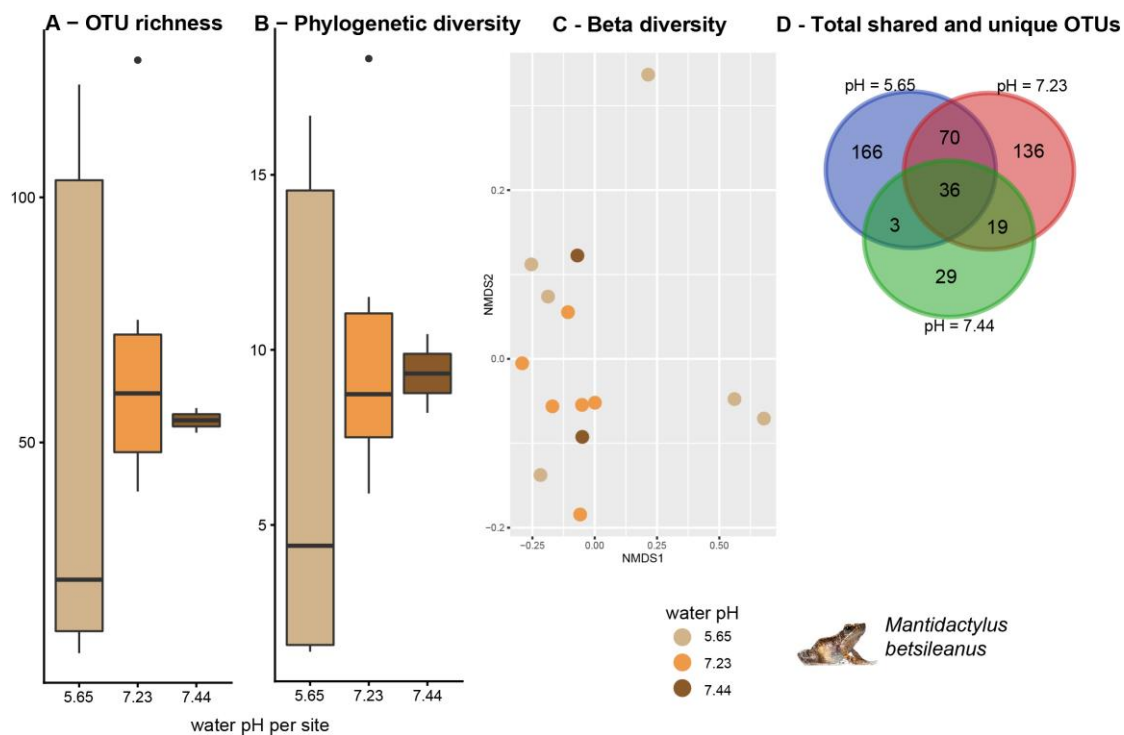 A – OTU richness
B – Phylogenetic diversity
C - Beta diversity
D - Total shared and unique OTUs
100
50
5.65
7.23
7.44
15
10
5
5.65
7.23
7.44
water pH per site
NMDS2
0.2
0.0
−0.2
−0.25
0.00
0.25
0.50
NMDS1
pH = 5.65
pH = 7.23
166
70
136
36
3
19
29
pH = 7.44
water pH
5.65
7.23
7.44
Mantidactylus
betsileanus